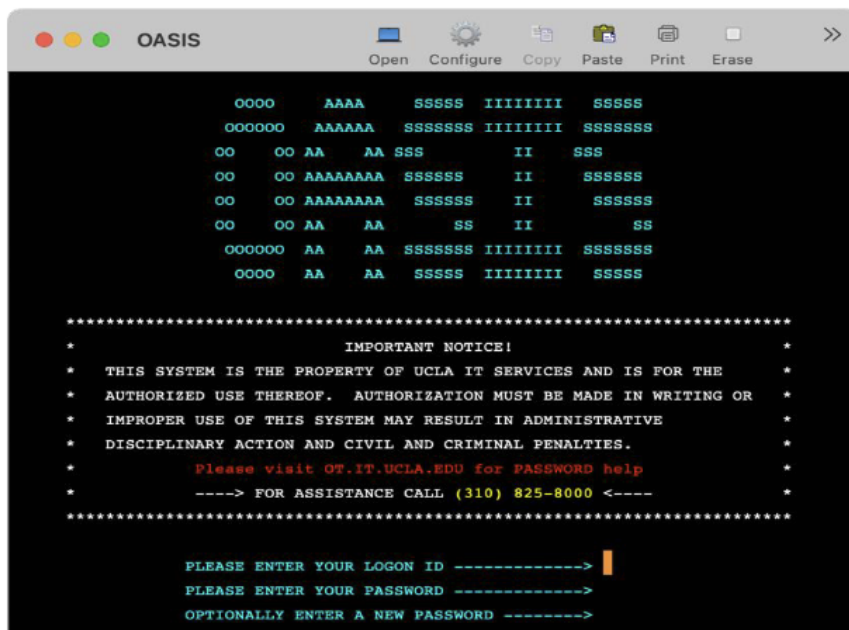 OASIS
Open Configure Copy Paste Print Erase
OOOO AAAA SSSSS IIIIIIII SSSSS
OOOOOO AAAAAA SSSSSSS IIIIIIII SSSSSSS
OO OO AA AA SSS II SSS
OO OO AAAAAAAA SSSSSS II SSSSSS
OO OO AAAAAAAA SSSSSS II SSSSSS
OO OO AA AA SS II SS
OOOOOO AA AA SSSSSSS IIIIIIII SSSSSSS
OOOO AA AA SSSSS IIIIIIII SSSSS
*************************************************************************
* IMPORTANT NOTICE! *
* THIS SYSTEM IS THE PROPERTY OF UCLA IT SERVICES AND IS FOR THE *
* AUTHORIZED USE THEREOF. AUTHORIZATION MUST BE MADE IN WRITING OR *
* IMPROPER USE OF THIS SYSTEM MAY RESULT IN ADMINISTRATIVE *
* DISCIPLINARY ACTION AND CIVIL AND CRIMINAL PENALTIES. *
* Please visit OT.IT.UCLA.EDU for PASSWORD help *
* ----> FOR ASSISTANCE CALL (310) 825-8000 <---- *
*************************************************************************
PLEASE ENTER YOUR LOGON ID ------------->
PLEASE ENTER YOUR PASSWORD ------------->
OPTIONALLY ENTER A NEW PASSWORD -------->